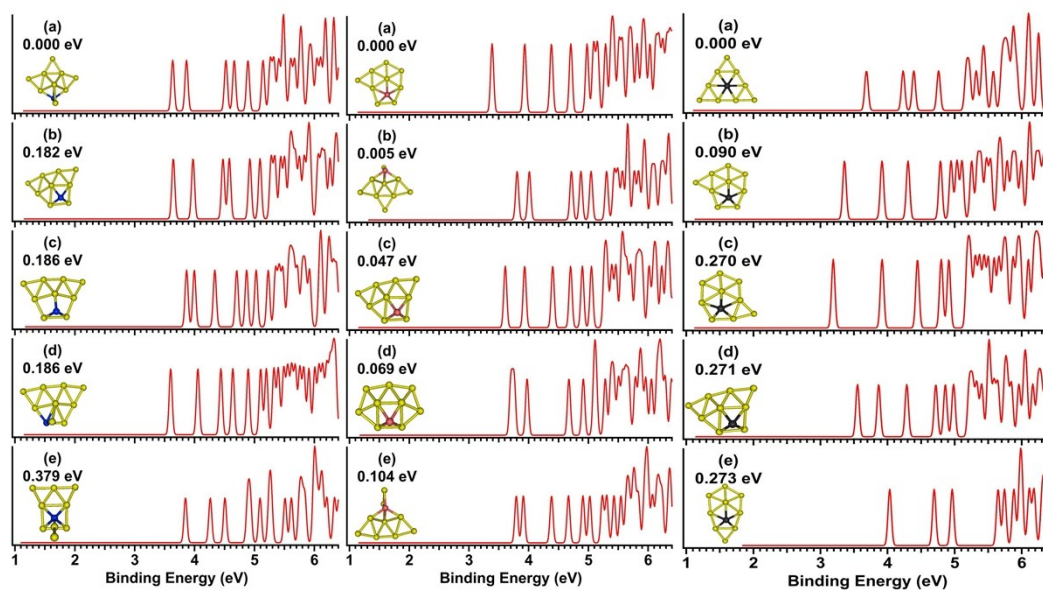 (a)
0.000 eV
(b)
0.182 eV
(c)
0.186 eV
(d)
0.186 eV
(e)
0.379 eV
1 2 3 4 5 6
Binding Energy (eV)
(a)
0.000 eV
(b)
0.005 eV
(c)
0.047 eV
(d)
0.069 eV
(e)
0.104 eV
1 2 3 4 5 6
Binding Energy (eV)
(a)
0.000 eV
(b)
0.090 eV
(c)
0.270 eV
(d)
0.271 eV
(e)
0.273 eV
1 2 3 4 5 6
Binding Energy (eV)